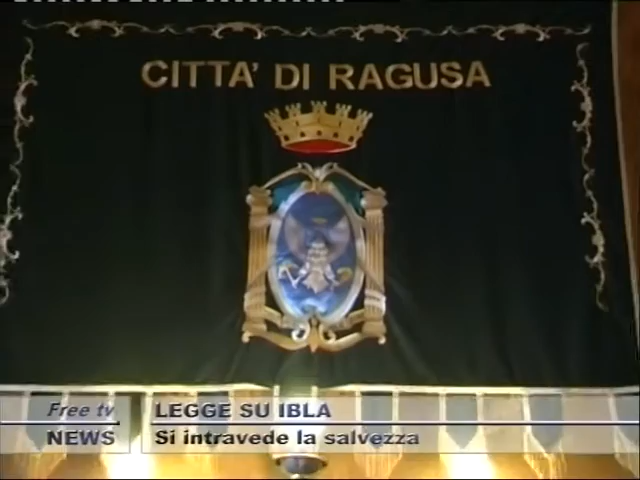 CITTA' DI RAGUSA
Free tv
NEWS
LEGGE SU IBLA
Si intravede la salvezza